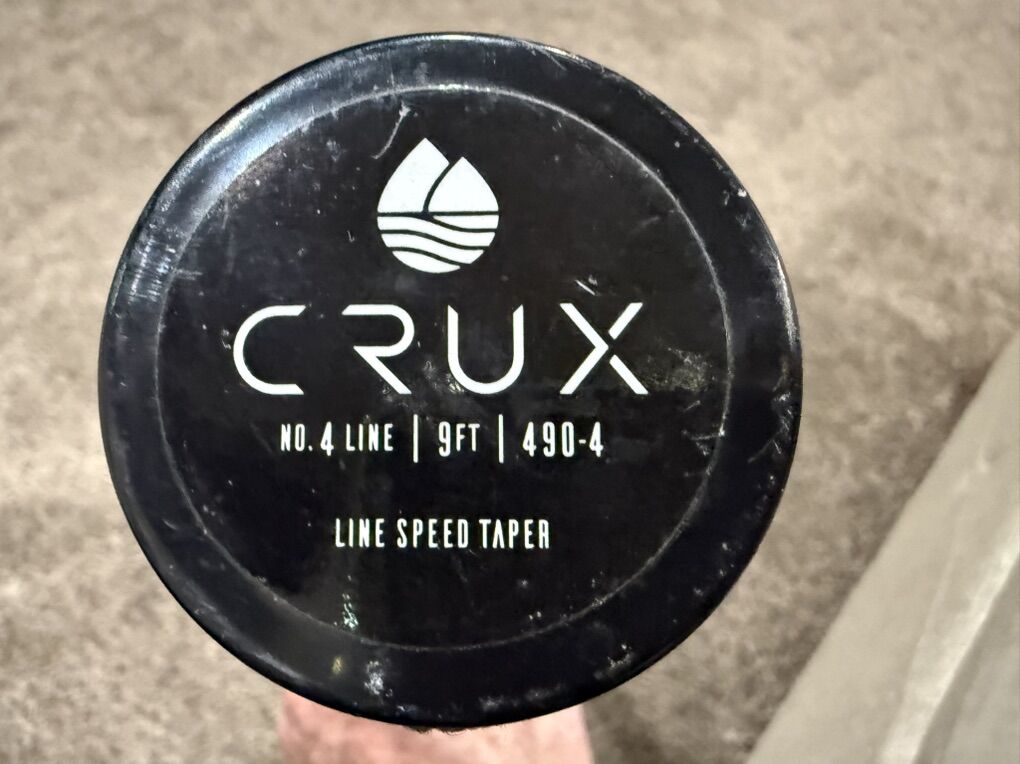 CRUX
NO. 4 LINE | 9FT | 490-4
LINE SPEED TAPER